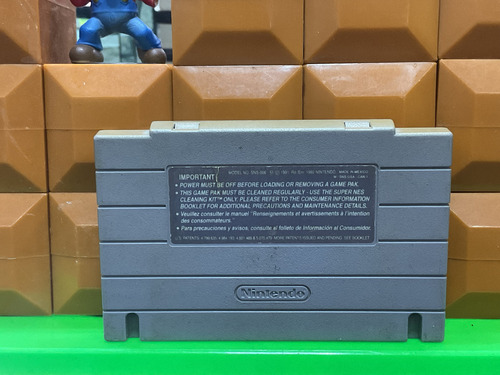 IMPORTANT:
• POWER MUST BE OFF BEFORE LOADING OR REMOVING A GAME PAK.
• THIS GAME PAK MUST BE CLEANED REGULARLY - USE THE SUPER NES
CLEANING KIT™ ONLY. PLEASE REFER TO THE CONSUMER INFORMATION
BOOKLET FOR ADDITIONAL PRECAUTIONS AND MAINTENANCE DETAILS.
• Veuillez consulter le manuel "Renseignements et avertissements à l'intention
des consommateurs."
• Para precauciones y avisos, consulte el folleto de Información al Consumidor.
Nintendo